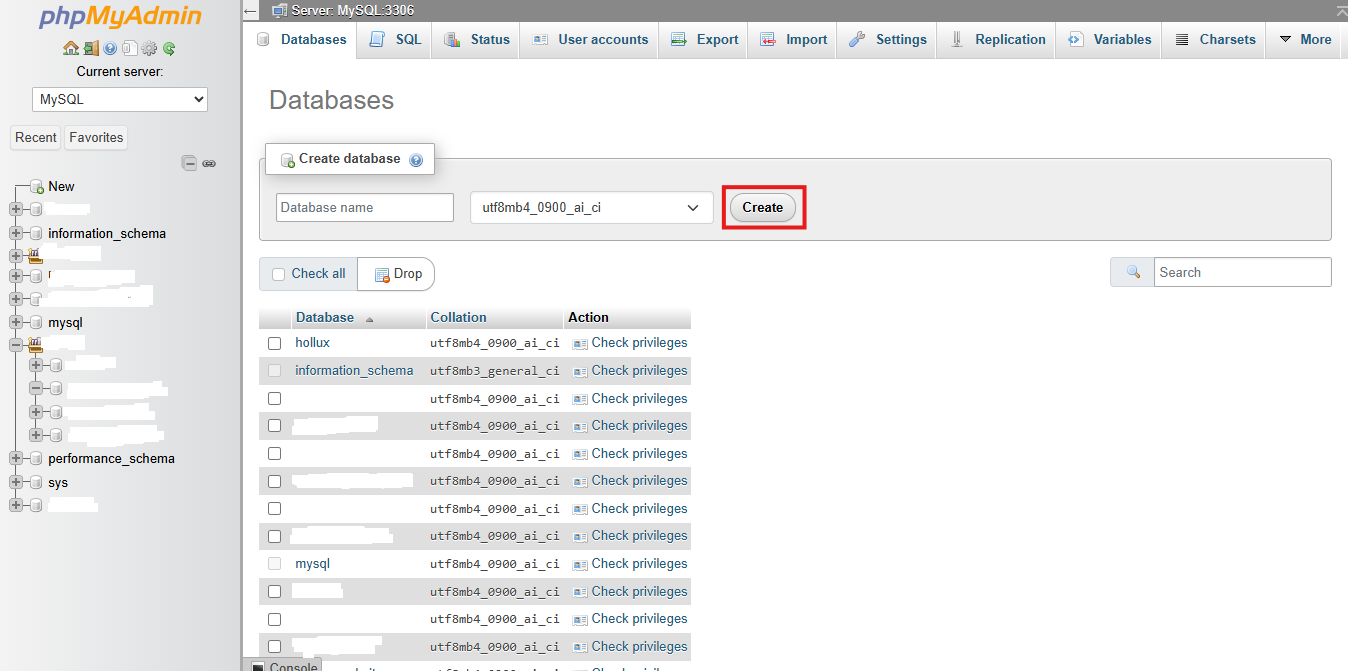 phpMyAdmin
Current server:
MySQL
Recent Favorites
New
information_schema
mysql
performance_schema
sys
Server: MySQL:3306
Databases SQL Status User accounts Export Import Settings Replication Variables Charsets More
Databases
Create database
Database name utf8mb4_0900_ai_ci Create
Check all Drop Search
Database Collation Action
hollux utf8mb4_0900_ai_ci Check privileges
information_schema utf8mb3_general_ci Check privileges
utf8mb4_0900_ai_ci Check privileges
utf8mb4_0900_ai_ci Check privileges
utf8mb4_0900_ai_ci Check privileges
utf8mb4_0900_ai_ci Check privileges
utf8mb4_0900_ai_ci Check privileges
utf8mb4_0900_ai_ci Check privileges
mysql utf8mb4_0900_ai_ci Check privileges
utf8mb4_0900_ai_ci Check privileges
utf8mb4_0900_ai_ci Check privileges
utf8mb4_0900_ai_ci Check privileges
Console